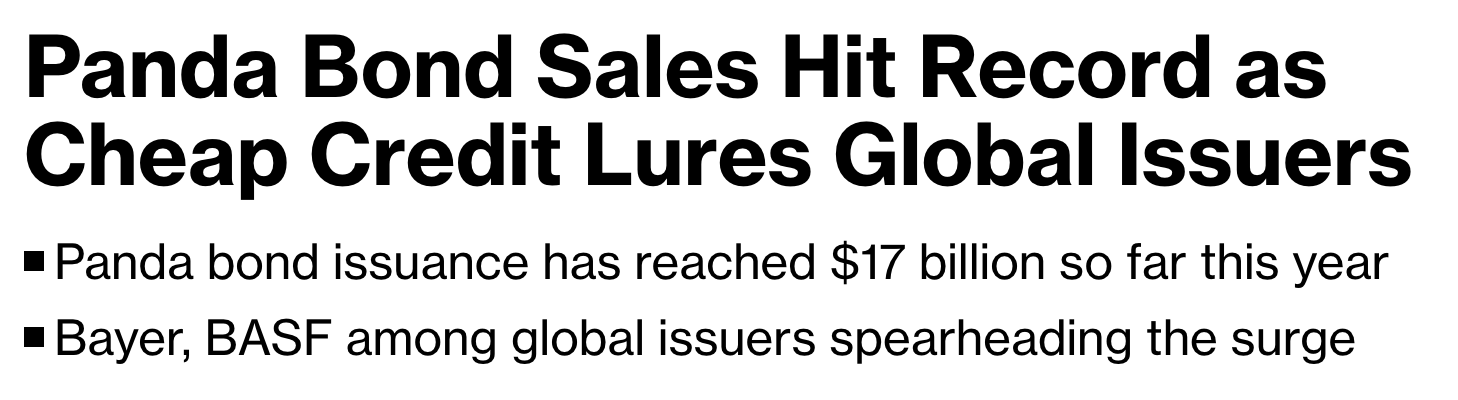 Panda Bond Sales Hit Record as
Cheap Credit Lures Global Issuers
■ Panda bond issuance has reached $17 billion so far this year
■ Bayer, BASF among global issuers spearheading the surge